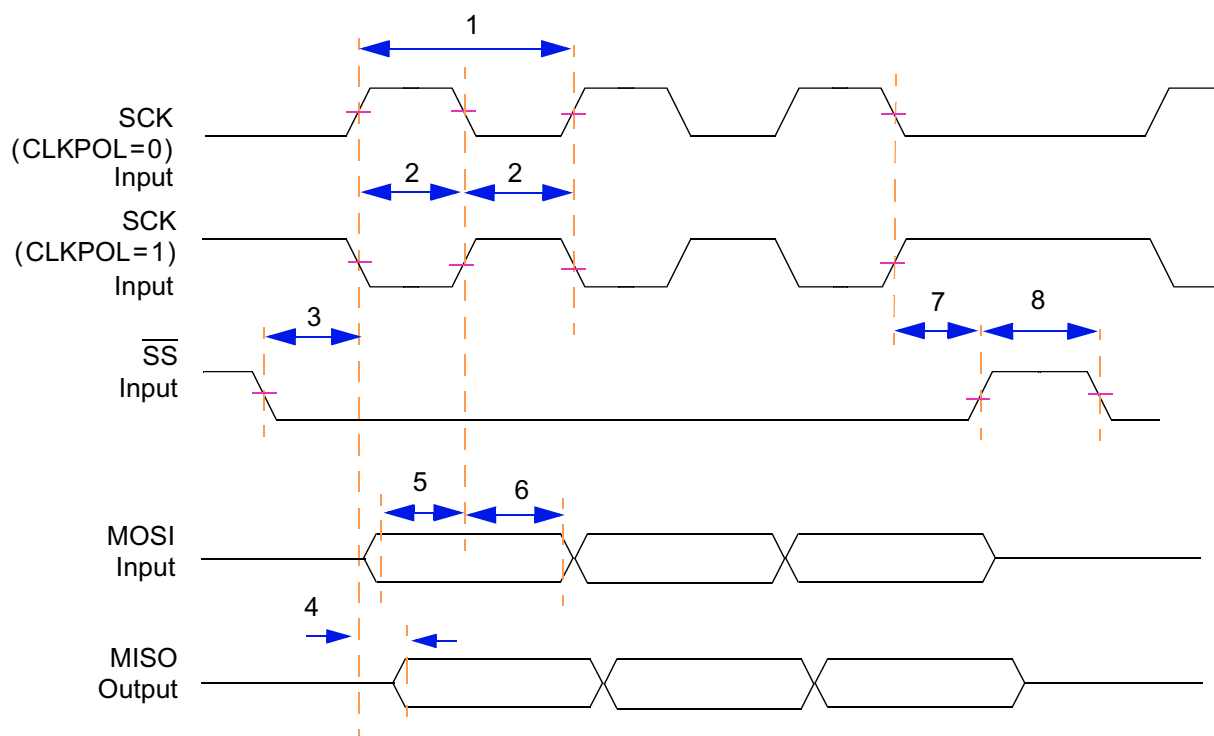 1
SCK
(CLKPOL=0)
Input
2 2
SCK
(CLKPOL=1)
Input
3 7 8
SS
Input
5 6
MOSI
Input
4
MISO
Output